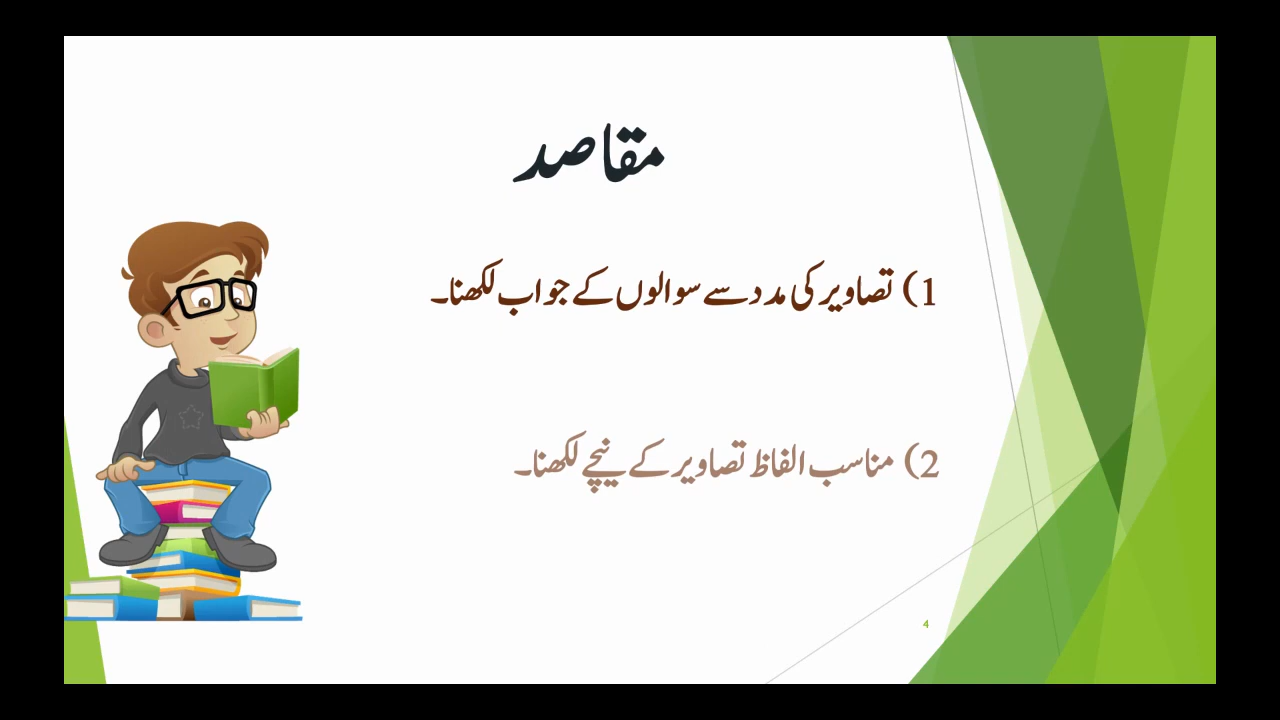 مقاصد
1) تصاویر کی مدد سے سوالوں کے جواب لکھنا۔
2) مناسب الفاظ تصاویر کے نیچے لکھنا۔
4